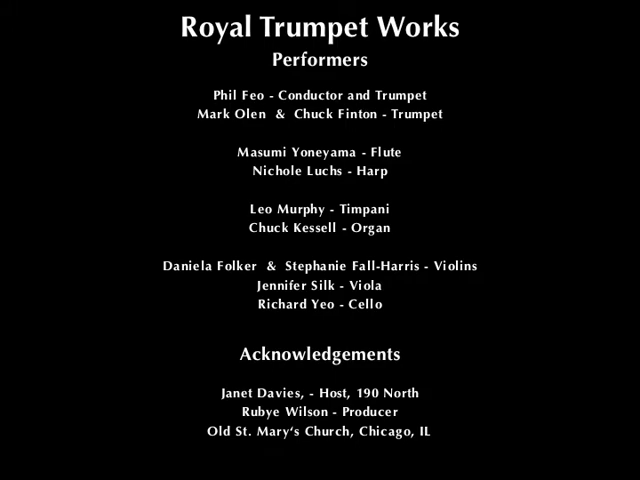 Royal Trumpet Works
Performers
Phil Feo - Conductor and Trumpet
Mark Olen & Chuck Finton - Trumpet
Masumi Yoneyama - Flute
Nichole Luchs - Harp
Leo Murphy - Timpani
Chuck Kessell - Organ
Daniela Folker & Stephanie Fall-Harris - Violins
Jennifer Silk - Viola
Richard Yeo - Cello
Acknowledgements
Janet Davies, - Host, 190 North
Rubye Wilson - Producer
Old St. Mary‘s Church, Chicago, IL